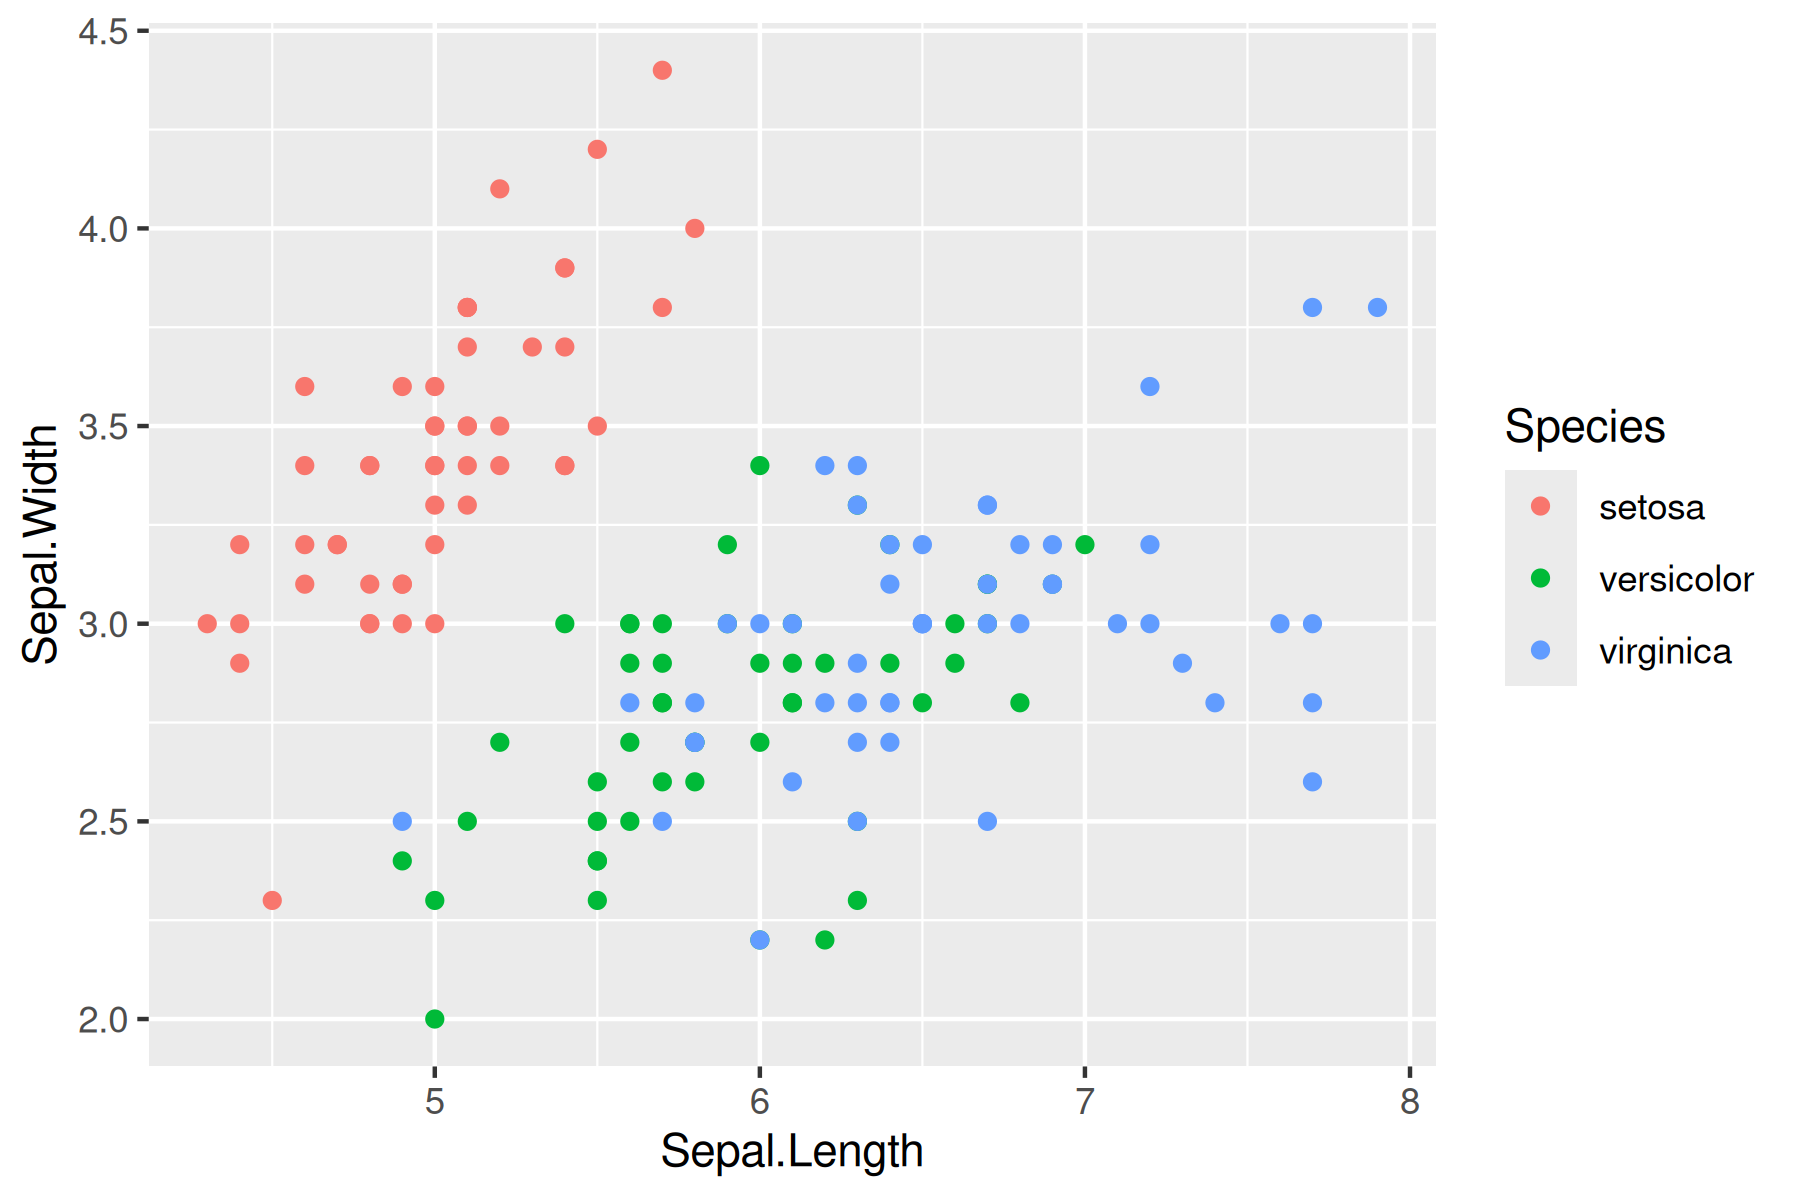 4.5
4.0
3.5
3.0
2.5
2.0
Sepal.Width
5 6 7 8
Sepal.Length
Species
setosa
versicolor
virginica